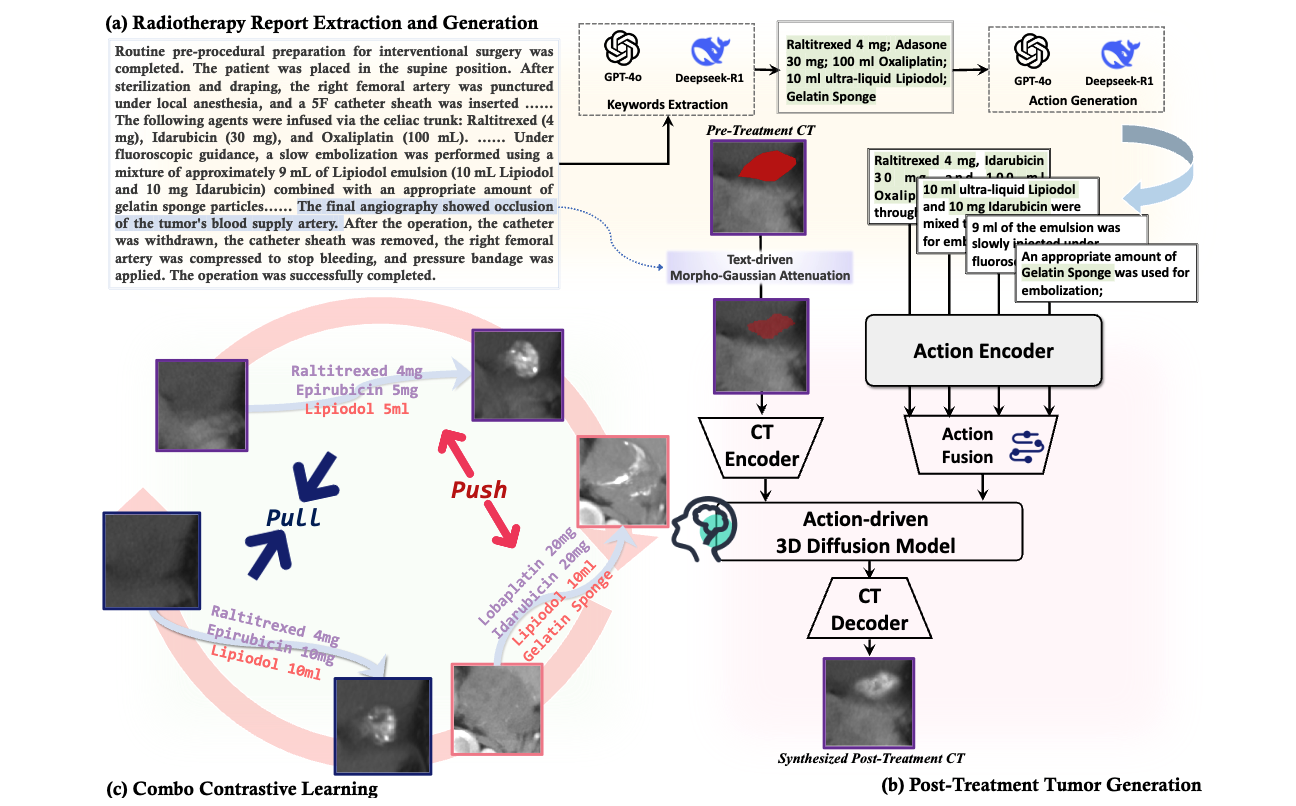 (a) Radiotherapy Report Extraction and Generation
Routine pre-procedural preparation for interventional surgery was
completed. The patient was placed in the supine position. After
sterilization and draping, the right femoral artery was punctured
under local anesthesia, and a 5F catheter sheath was inserted ......
The following agents were infused via the celiac trunk: Raltitrexed (4
mg), Idarubicin (30 mg), and Oxaliplatin (100 mL). ...... Under
fluoroscopic guidance, a slow embolization was performed using a
mixture of approximately 9 mL of Lipiodol emulsion (10 mL Lipiodol
and 10 mg Idarubicin) combined with an appropriate amount of
gelatin sponge particles...... The final angiography showed occlusion
of the tumor's blood supply artery. After the operation, the catheter
was withdrawn, the catheter sheath was removed, the right femoral
artery was compressed to stop bleeding, and pressure bandage was
applied. The operation was successfully completed.
GPT-4o
Deepseek-R1
Keywords Extraction
Raltitrexed 4 mg; Adasone
30 mg; 100 ml Oxaliplatin;
10 ml ultra-liquid Lipiodol;
Gelatin Sponge
GPT-4o
Deepseek-R1
Action Generation
Pre-Treatment CT
Text-driven
Morpho-Gaussian Attenuation
Raltitrexed 4 mg, Idarubicin
30 mg, and 100 ml
Oxalip
throug
10 ml ultra-liquid Lipiodol
and 10 mg Idarubicin were
mixed t
for emb
9 ml of the emulsion was
slowly injected under
fluoros
An appropriate amount of
Gelatin Sponge was used for
embolization;
Action Encoder
CT
Encoder
Action
Fusion
Action-driven
3D Diffusion Model
CT
Decoder
Synthesized Post-Treatment CT
(b) Post-Treatment Tumor Generation
Raltitrexed 4mg
Epirubicin 5mg
Lipiodol 5ml
Pull
Push
Raltitrexed 4mg
Epirubicin 10mg
Lipiodol 10ml
Lobaplatin 20mg
Idarubicin 20mg
Lipiodol 10ml
Gelatin Sponge
(c) Combo Contrastive Learning